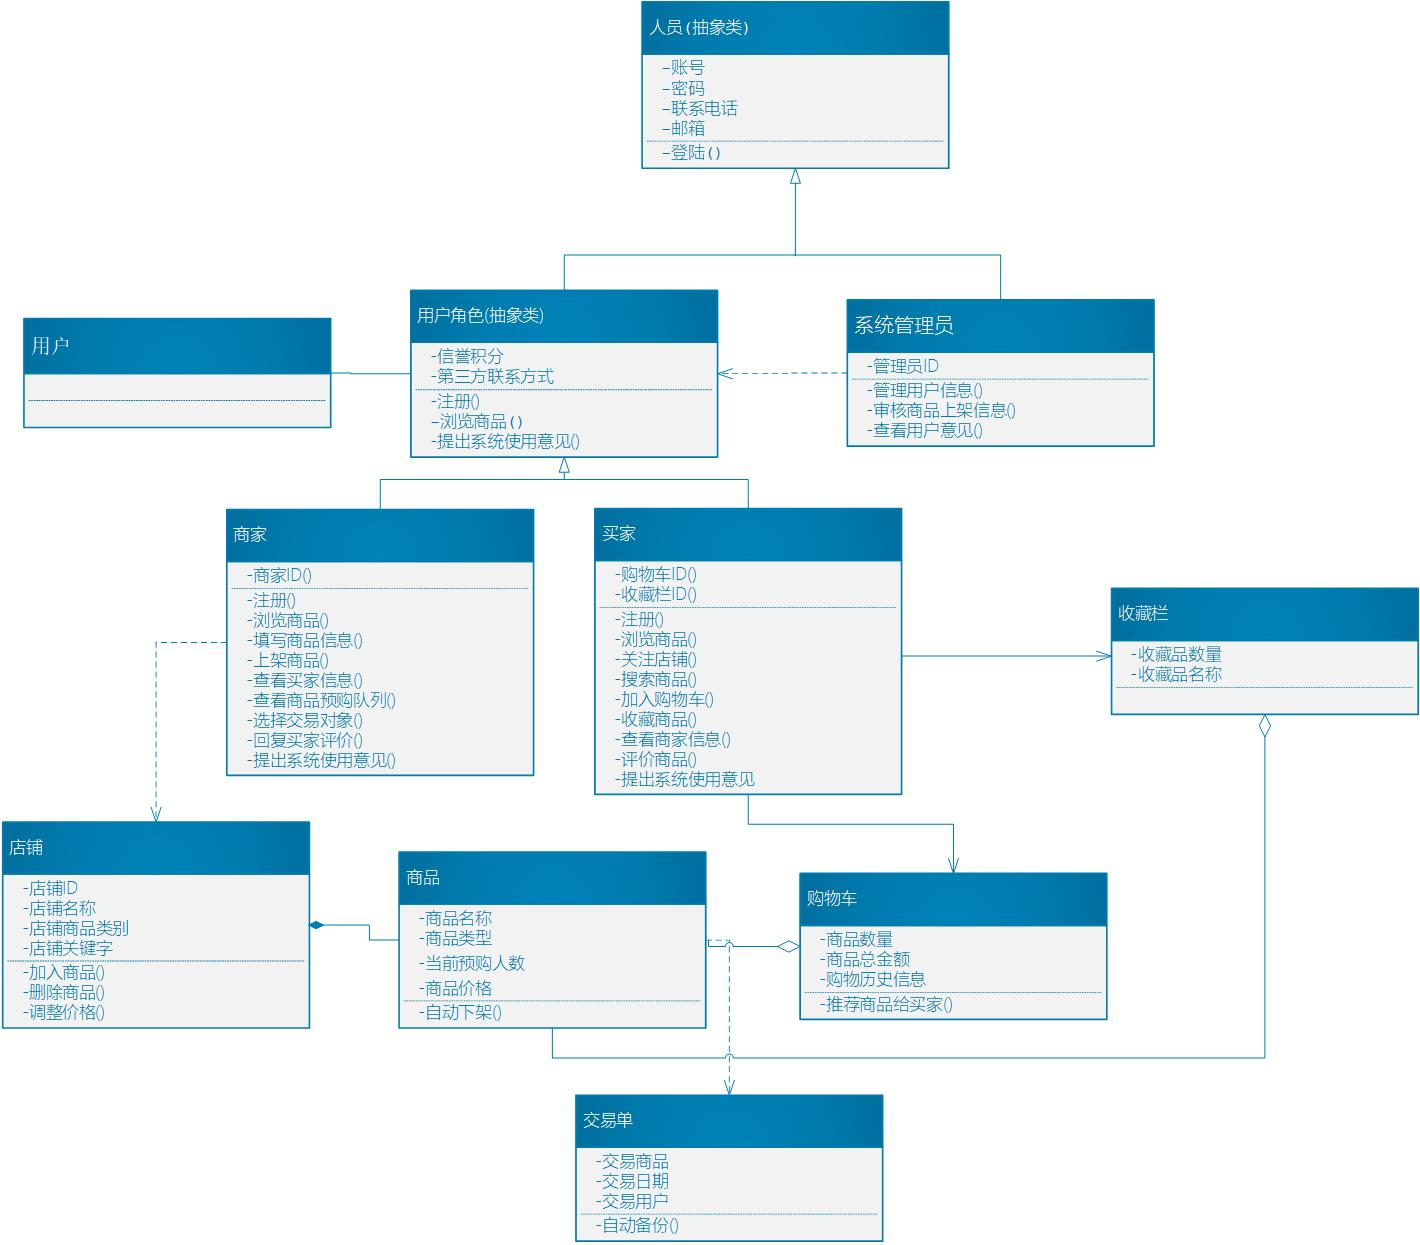 人员(抽象类)
-账号
-密码
-联系电话
-邮箱
-登陆()
用户
用户角色(抽象类)
-信誉积分
-第三方联系方式
-注册()
-浏览商品()
-提出系统使用意见()
系统管理员
-管理员ID
-管理用户信息()
-审核商品上架信息()
-查看用户意见()
商家
-商家ID()
-注册()
-浏览商品()
-填写商品信息()
-上架商品()
-查看买家信息()
-查看商品预购队列()
-选择交易对象()
-回复买家评价()
-提出系统使用意见()
买家
-购物车ID()
-收藏栏ID()
-注册()
-浏览商品()
-关注店铺()
-搜索商品()
-加入购物车()
-收藏商品()
-查看商家信息()
-评价商品()
-提出系统使用意见
收藏栏
-收藏品数量
-收藏品名称
店铺
-店铺ID
-店铺名称
-店铺商品类别
-店铺关键字
-加入商品()
-删除商品()
-调整价格()
商品
-商品名称
-商品类型
-当前预购人数
-商品价格
-自动下架()
购物车
-商品数量
-商品总金额
-购物历史信息
-推荐商品给买家()
交易单
-交易商品
-交易日期
-交易用户
-自动备份()